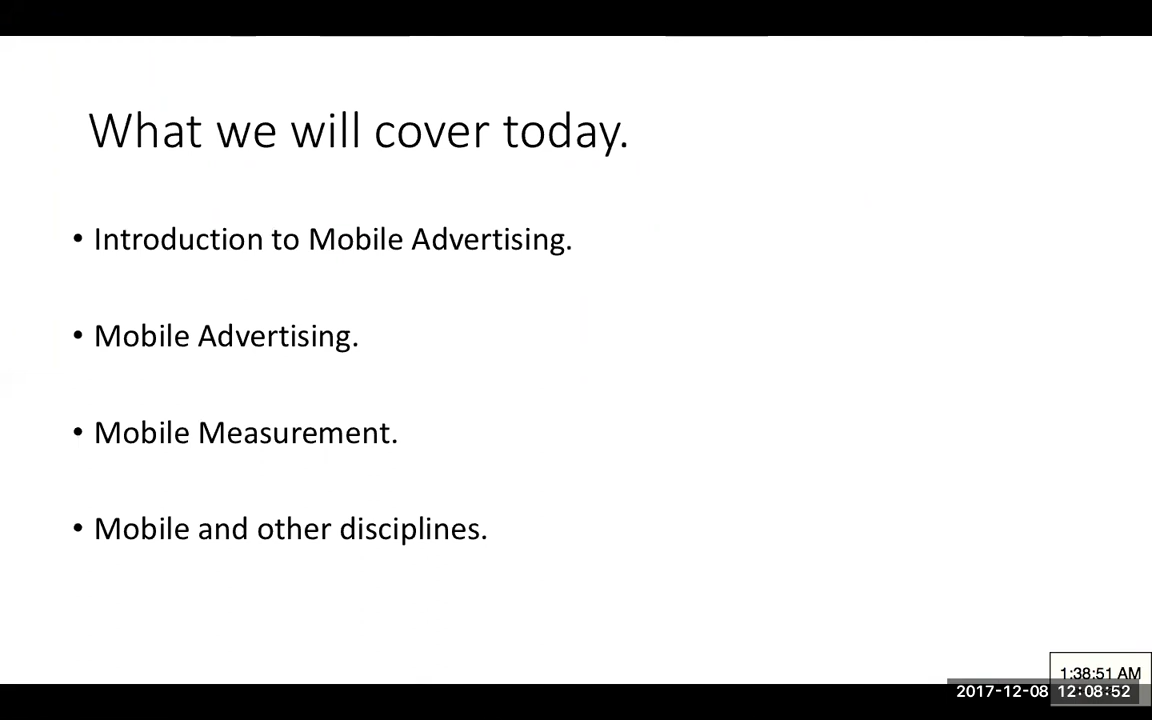 What we will cover today.
• Introduction to Mobile Advertising.
• Mobile Advertising.
• Mobile Measurement.
• Mobile and other disciplines.
1:38:51 AM
2017-12-08 12:08:52